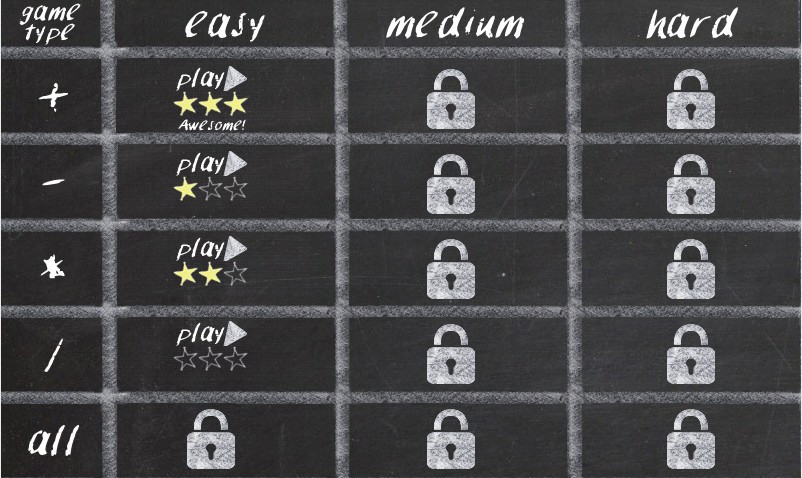 game type easy medium hard
+ play
Awesome!
- play
* play
/ play
all